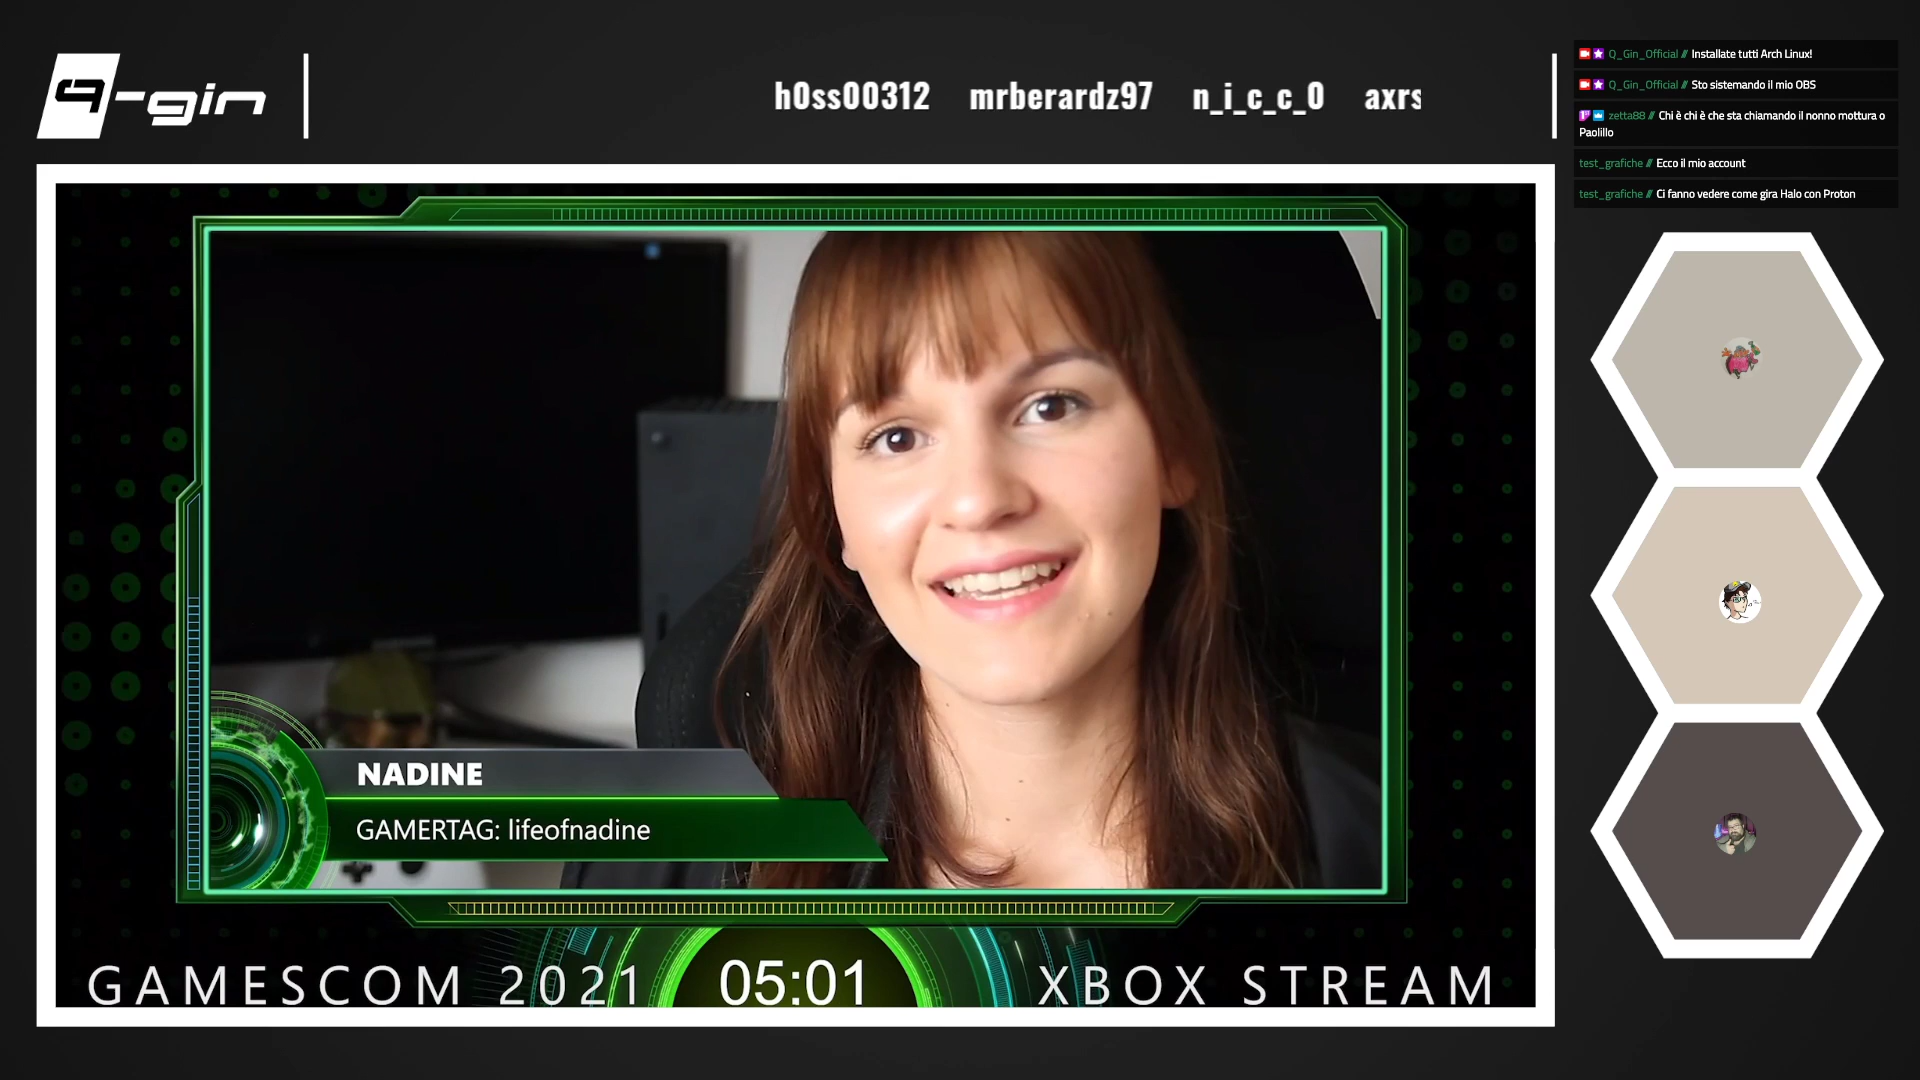 q-gin
h0ss00312 mrberardz97 n_i_c_c_0 axrs
Q_Gin_Official // Installate tutti Arch Linux!
Q_Gin_Official // Sto sistemando il mio OBS
zetta88 // Chi è chi è che sta chiamando il nonno mottura o
Paolillo
test_grafiche // Ecco il mio account
test_grafiche // Ci fanno vedere come gira Halo con Proton
NADINE
GAMERTAG: lifeofnadine
GAMESCOM 2021 05:01 XBOX STREAM